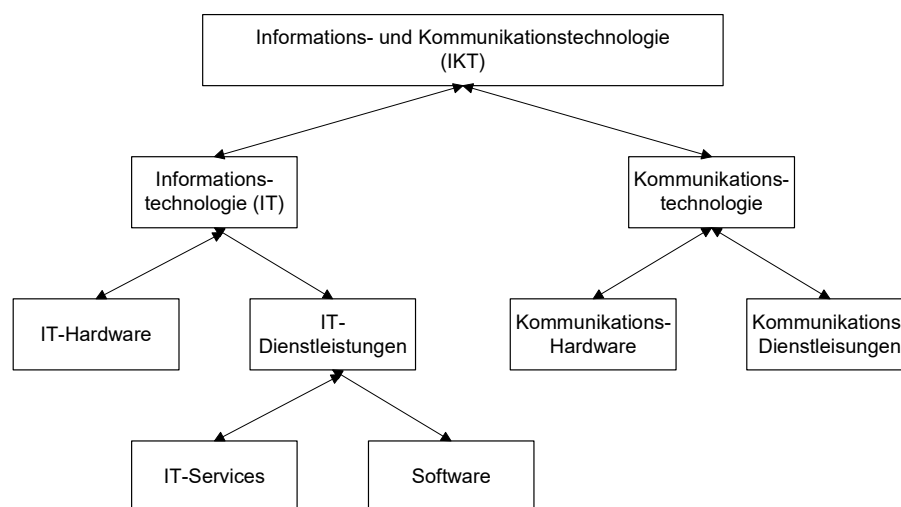 Informations- und Kommunikationstechnologie
(IKT)
Informations-
technologie (IT)
Kommunikations-
technologie
IT-Hardware
IT-
Dienstleistungen
Kommunikations-
Hardware
Kommunikations
Dienstleisungen
IT-Services
Software